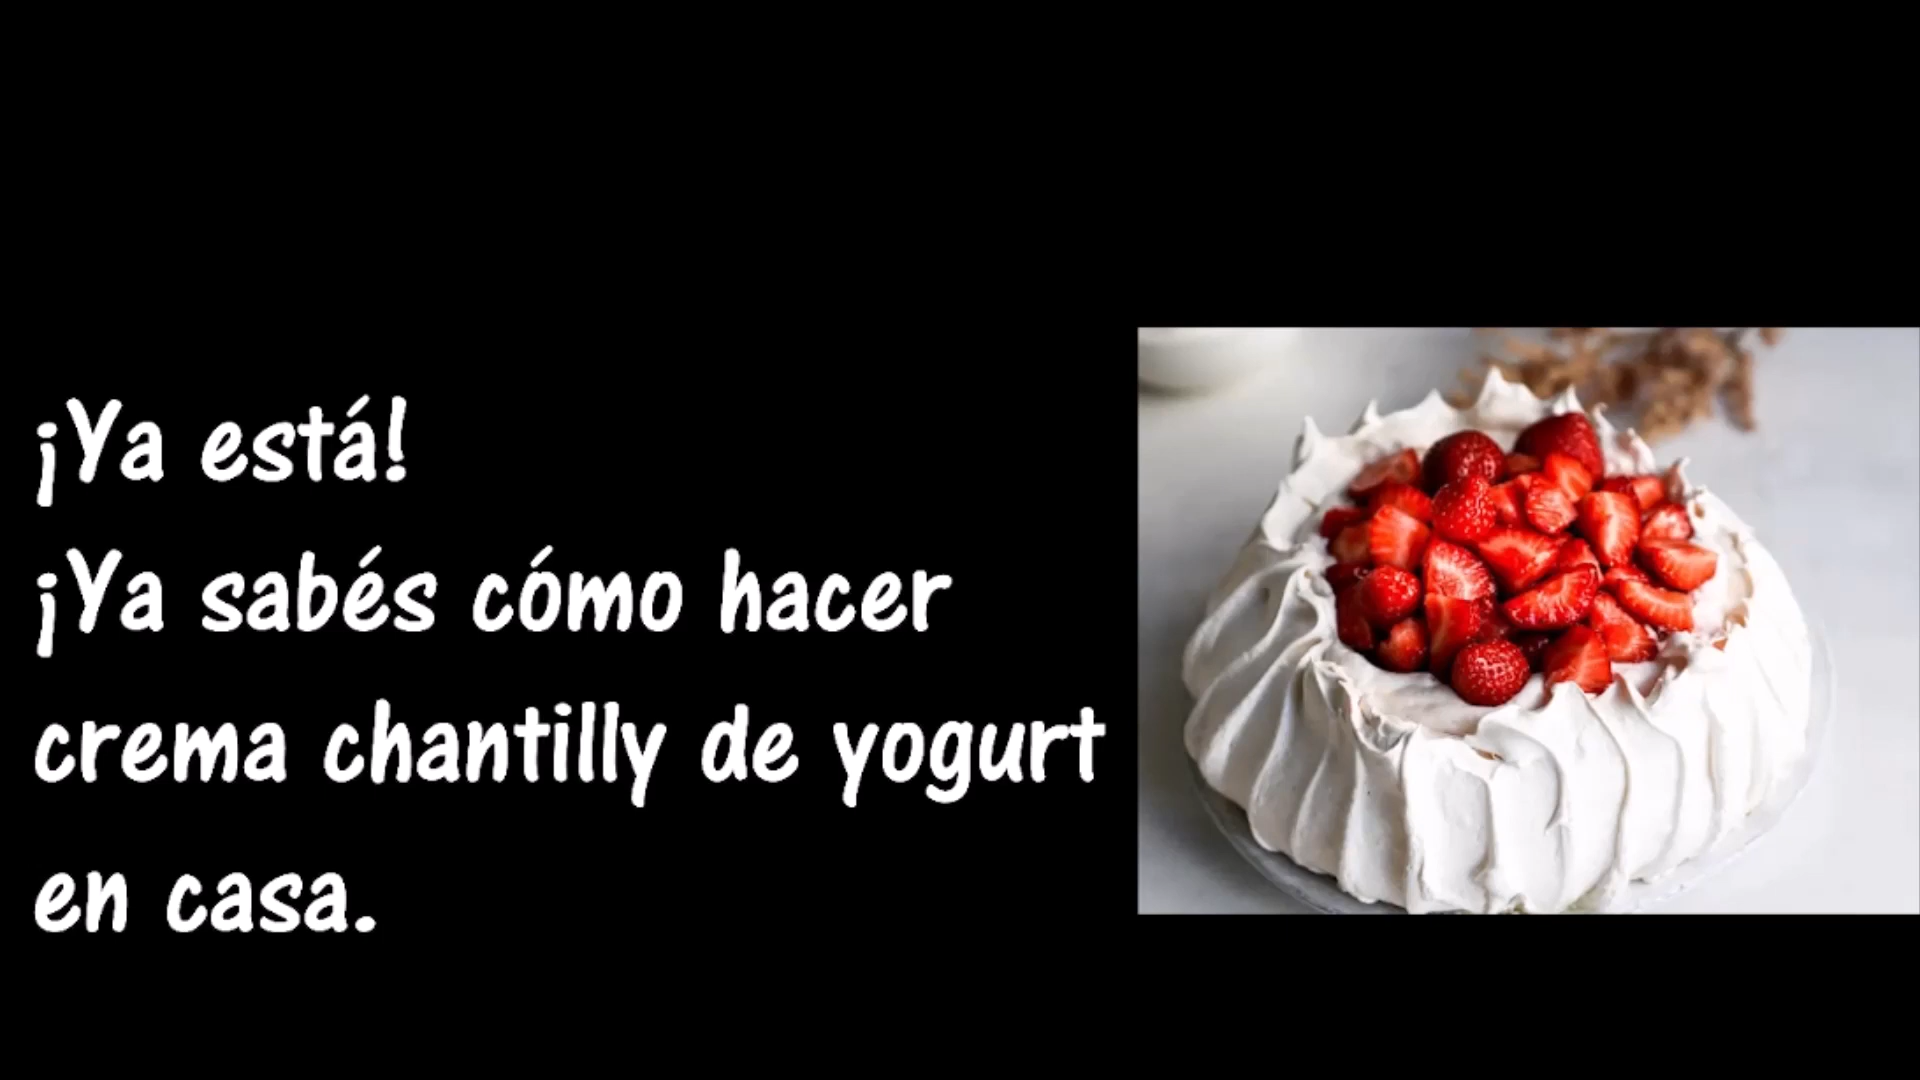 ¡Ya está!
¡Ya sabés cómo hacer
crema chantilly de yogurt
en casa.